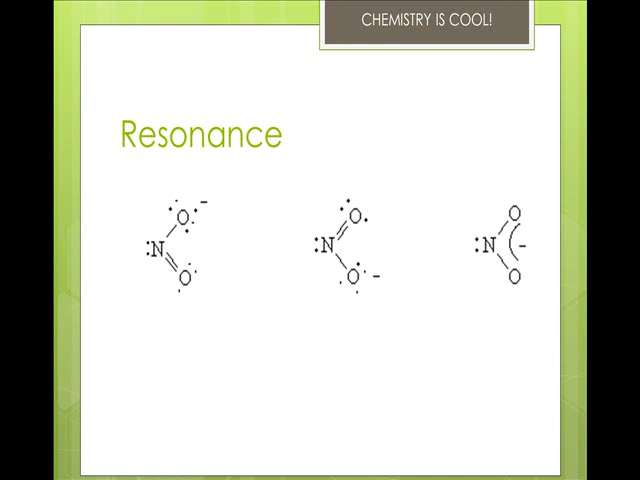 CHEMISTRY IS COOL!
Resonance
O - O O
:N :N :N -
O O - O